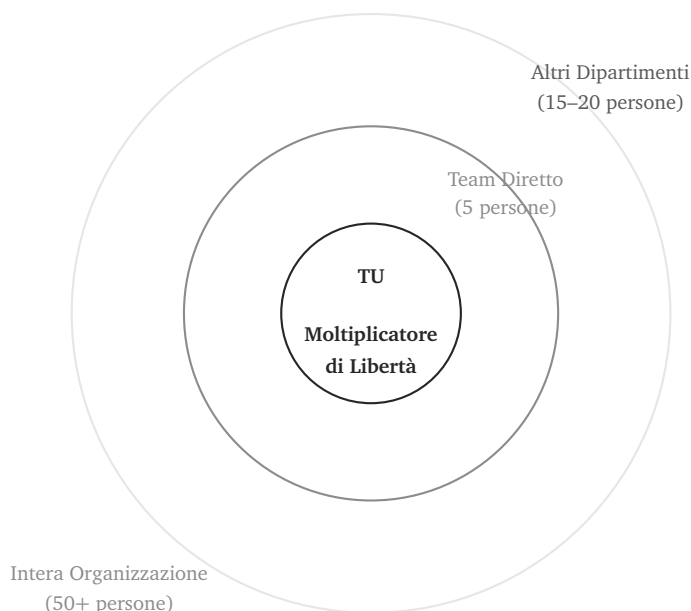 Altri Dipartimenti
(15–20 persone)
Team Diretto
(5 persone)
TU
Moltiplicatore
di Libertà
Intera Organizzazione
(50+ persone)